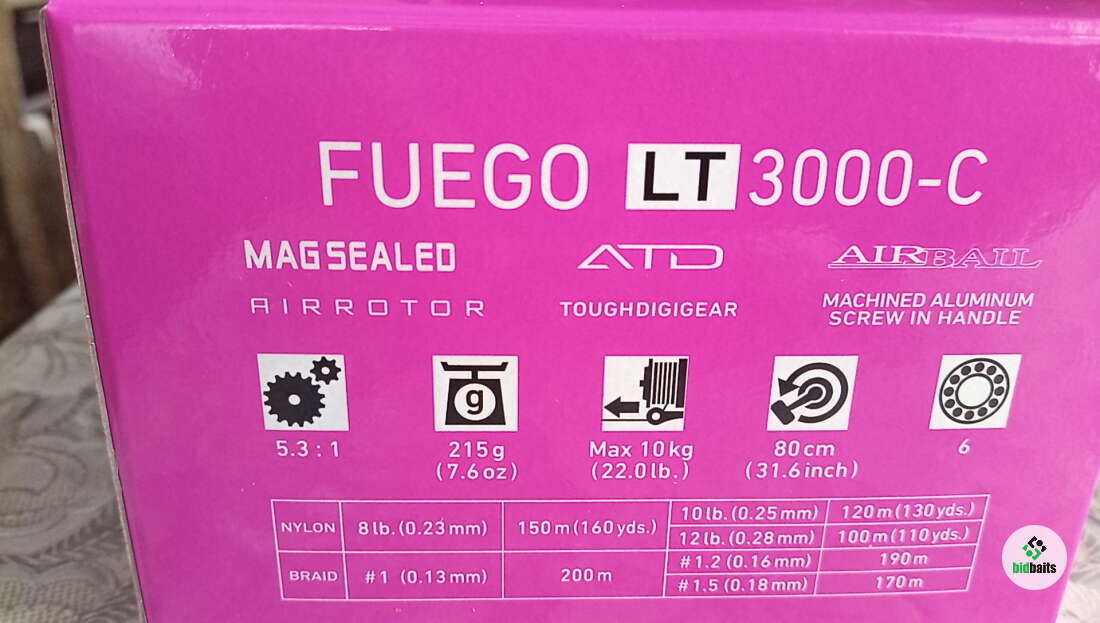 FUEGO LT 3000-C
MAGSEALED ATD AIRBAIL
AIRROTOR TOUGHDIGIGEAR MACHINED ALUMINUM
SCREW IN HANDLE
g
5.3 : 1 215g Max 10kg 80cm 6
(7.6oz) (22.0lb.) (31.6inch)
NYLON 8lb. (0.23mm) 150m (160yds.) 10lb. (0.25mm) 120m (130yds.)
12lb. (0.28mm) 100m (110yds.)
BRAID #1 (0.13mm) 200m #1.2 (0.16mm) 190m
#1.5 (0.18mm) 170m
bidbaits